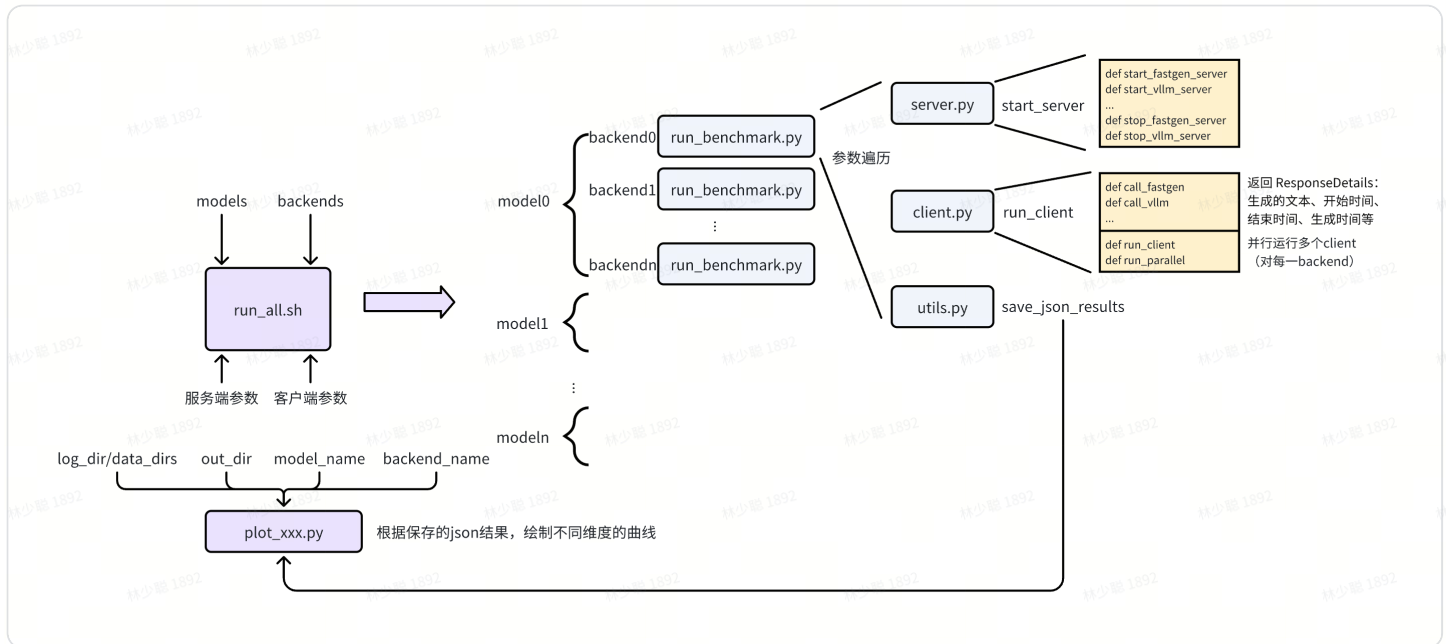 models
backends
run_all.sh
服务端参数
客户端参数
model0
backend0
run_benchmark.py
backend1
run_benchmark.py
⋮
backendn
run_benchmark.py
model1
⋮
modeln
参数遍历
server.py
start_server
def start_fastgen_server
def start_vllm_server
...
def stop_fastgen_server
def stop_vllm_server
client.py
run_client
def call_fastgen
def call_vllm
...
def run_client
def run_parallel
返回 ResponseDetails：
生成的文本、开始时间、
结束时间、生成时间等
并行运行多个client
（对每一backend）
utils.py
save_json_results
log_dir/data_dirs
out_dir
model_name
backend_name
plot_xxx.py
根据保存的json结果，绘制不同维度的曲线
林少聪 1892